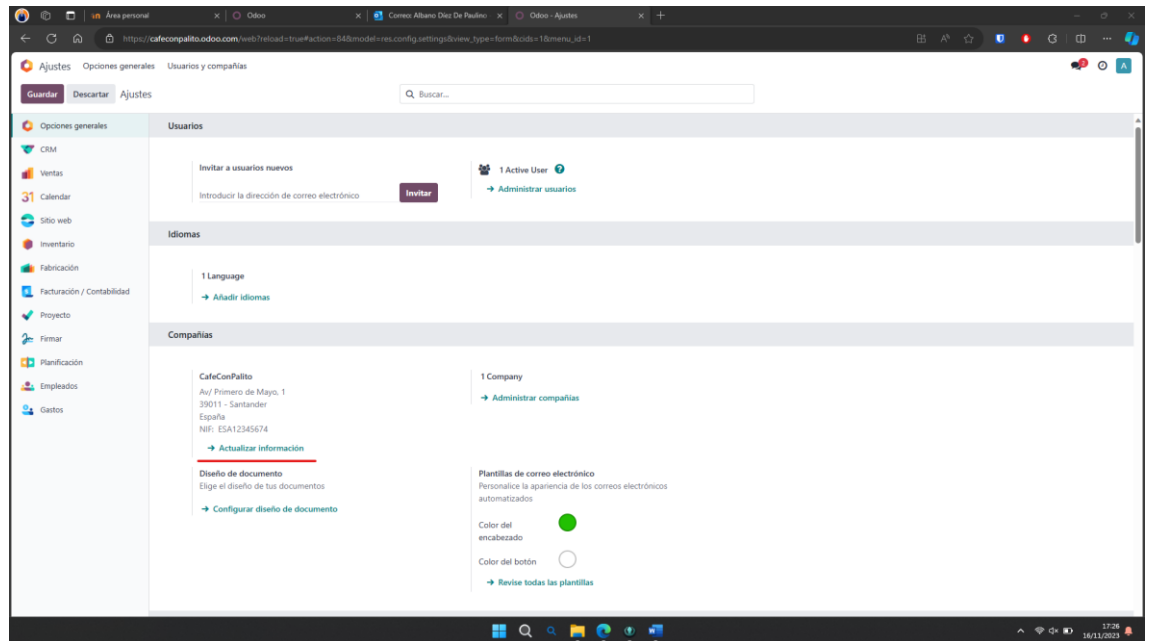 Área personal
Odoo
Correo: Albano Díez De Paulino
Odoo - Ajustes
https://cafeconpalito.odoo.com/web?reload=true#action=84&model=res.config.settings&view_type=form&cids=1&menu_id=1
Ajustes Opciones generales Usuarios y compañías
2
A
Guardar Descartar Ajustes
Buscar...
Opciones generales
CRM
Ventas
31 Calendar
Sitio web
Inventario
Fabricación
Facturación / Contabilidad
Proyecto
Firmar
Planificación
Empleados
Gastos
Usuarios
Invitar a usuarios nuevos
Introducir la dirección de correo electrónico
Invitar
1 Active User ?
→ Administrar usuarios
Idiomas
1 Language
→ Añadir idiomas
Compañías
CafeConPalito
Av/ Primero de Mayo. 1
39011 - Santander
España
NIF: ESA12345674
→ Actualizar información
1 Company
→ Administrar compañías
Diseño de documento
Elige el diseño de tus documentos
→ Configurar diseño de documento
Plantillas de correo electrónico
Personalice la apariencia de los correos electrónicos
automatizados
Color del
encabezado
Color del botón
→ Revise todas las plantillas
17:26
16/11/2023